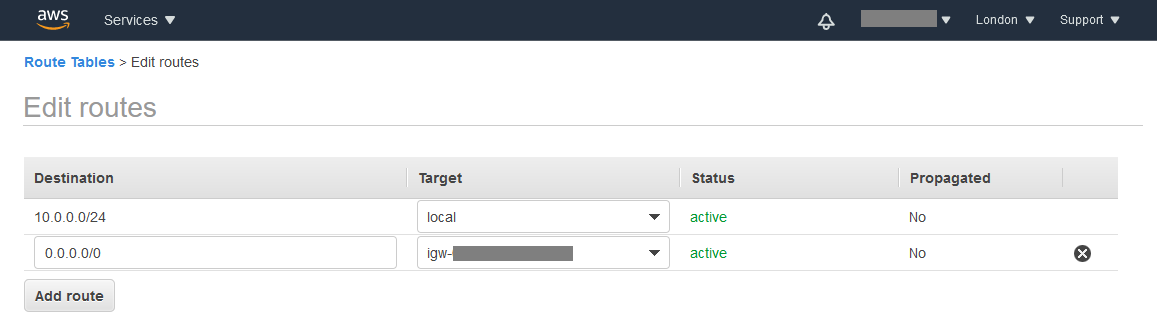 aws Services London Support
Route Tables > Edit routes
Edit routes
Destination Target Status Propagated
10.0.0.0/24 local active No
0.0.0.0/0 igw- active No
Add route